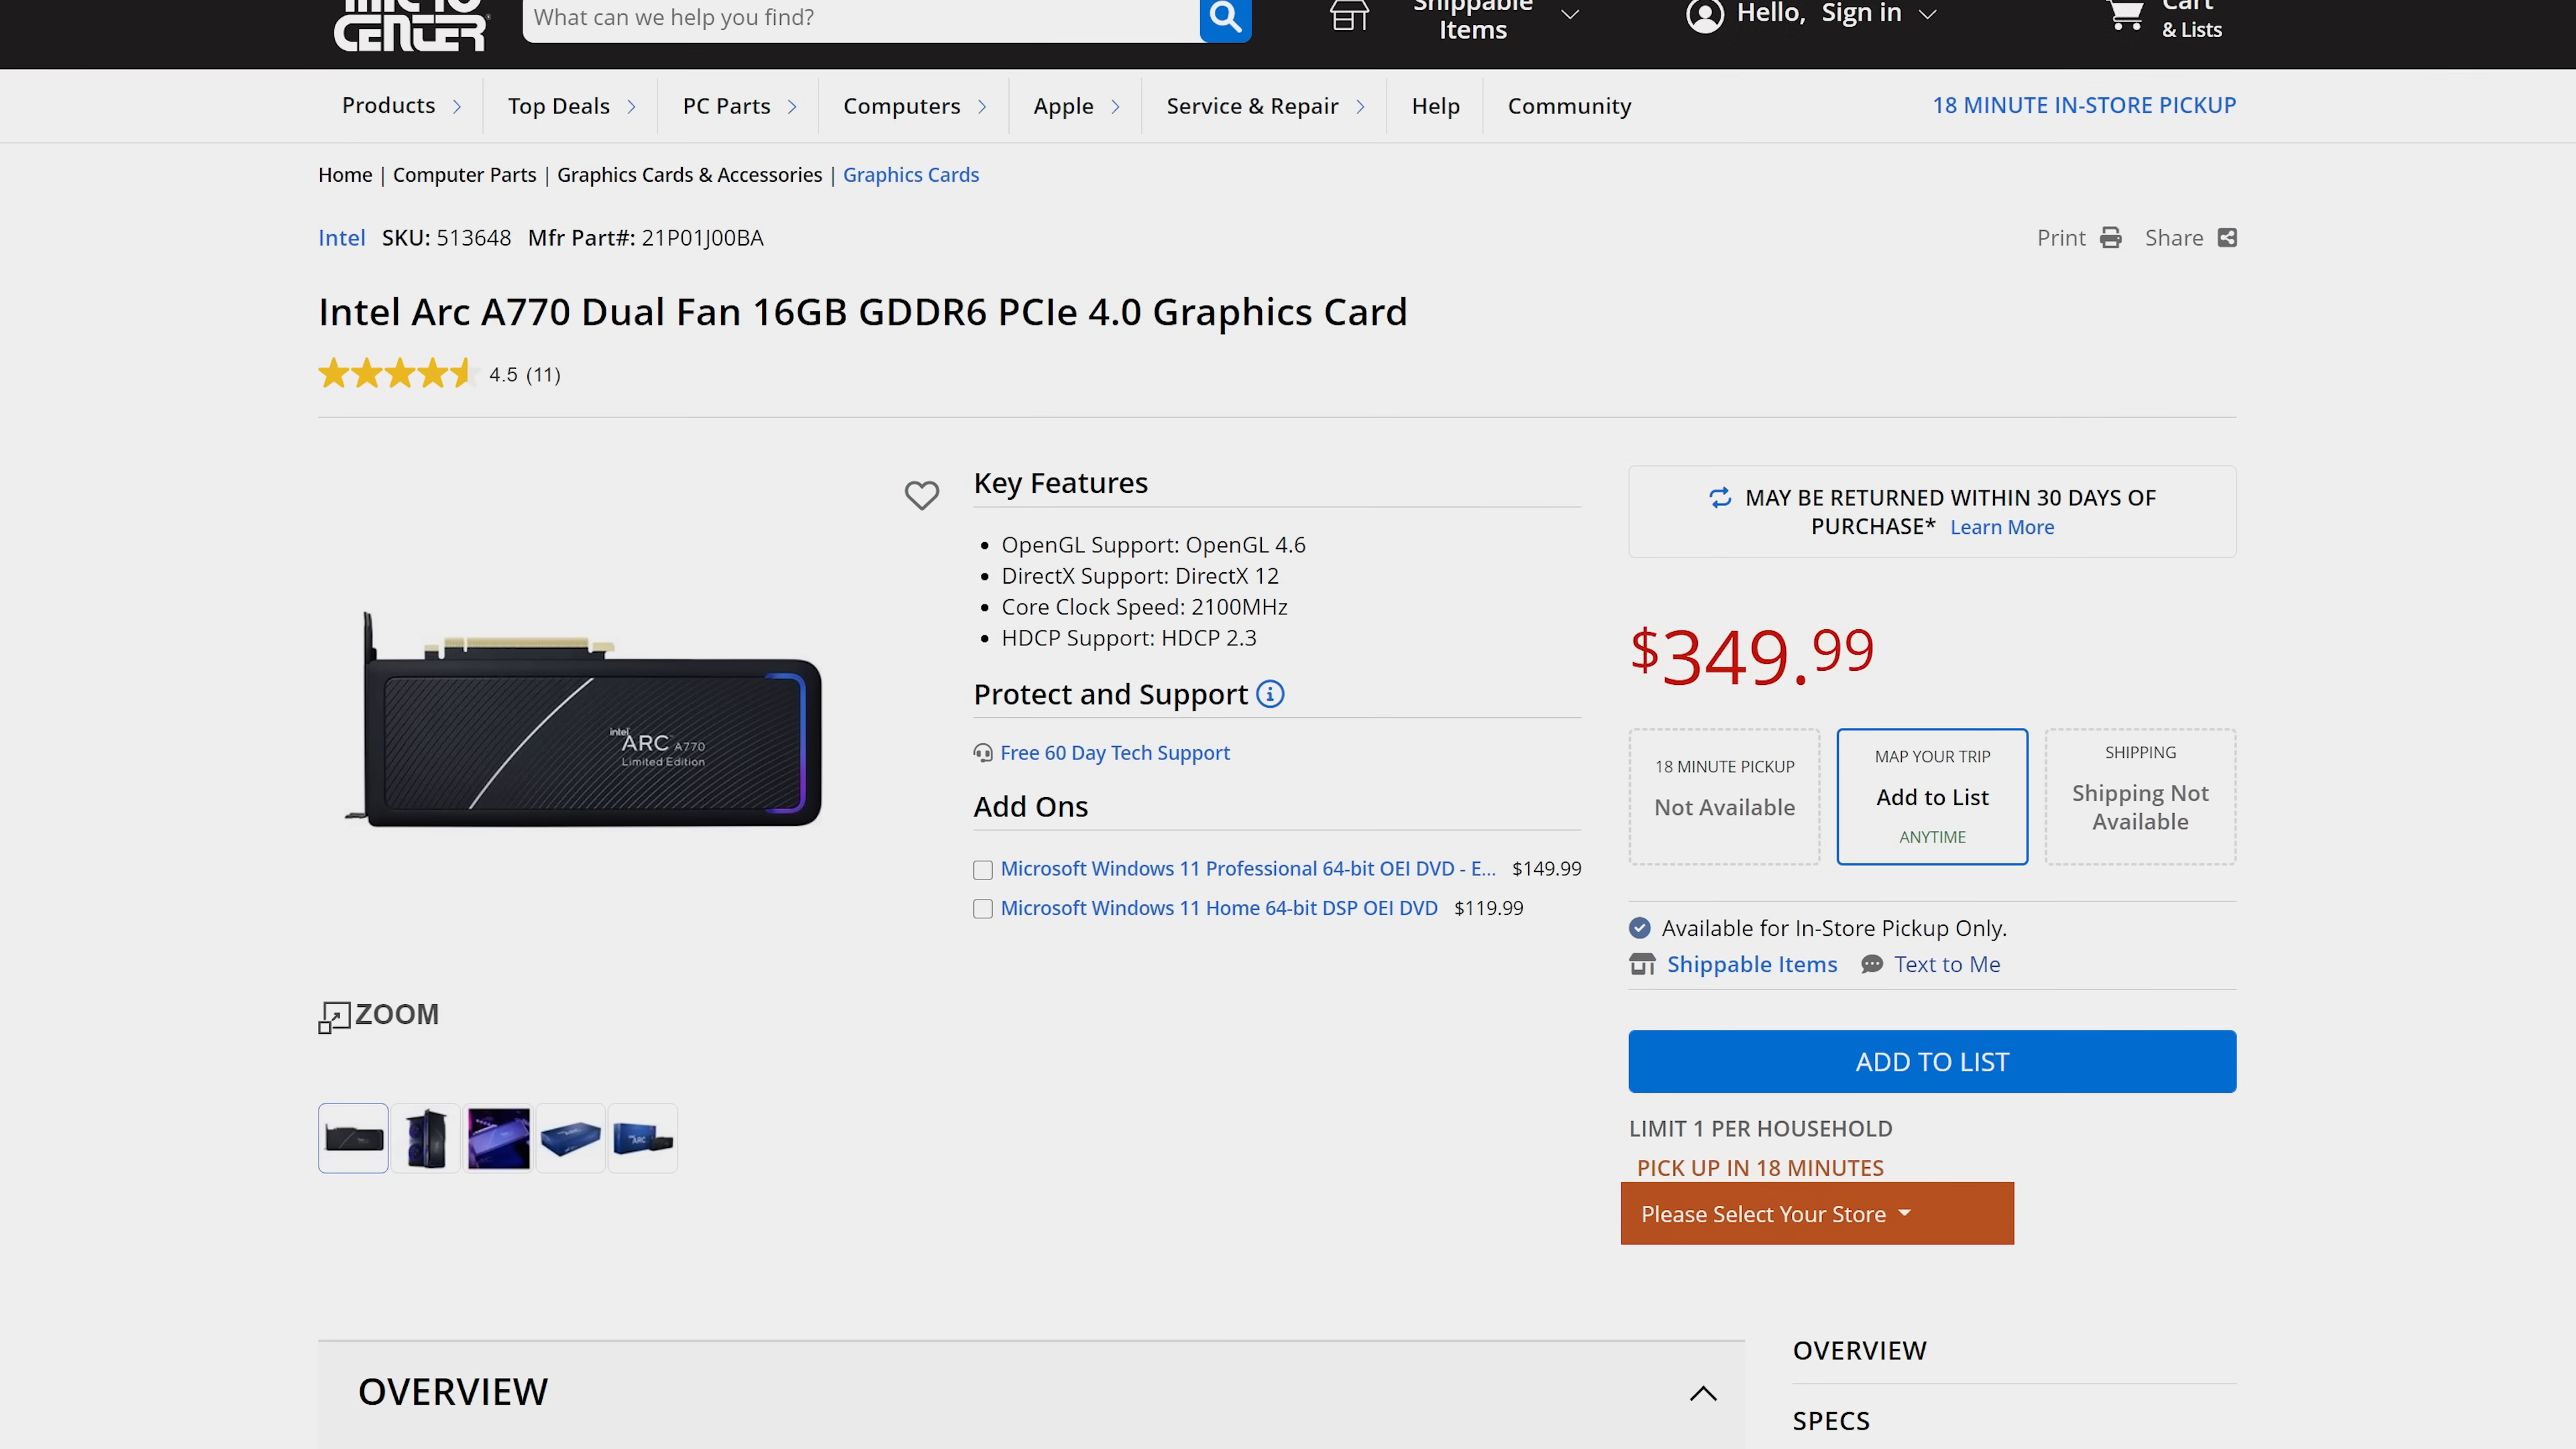 MICRO
CENTER
What can we help you find?
Shippable
Items
Hello, Sign in
Cart
& Lists
Products
Top Deals
PC Parts
Computers
Apple
Service & Repair
Help
Community
18 MINUTE IN-STORE PICKUP
Home | Computer Parts | Graphics Cards & Accessories | Graphics Cards
Intel SKU: 513648 Mfr Part#: 21P01J00BA
Print
Share
Intel Arc A770 Dual Fan 16GB GDDR6 PCIe 4.0 Graphics Card
4.5 (11)
intel
ARC A770
Limited Edition
ZOOM
Key Features
OpenGL Support: OpenGL 4.6
DirectX Support: DirectX 12
Core Clock Speed: 2100MHz
HDCP Support: HDCP 2.3
Protect and Support
Free 60 Day Tech Support
Add Ons
Microsoft Windows 11 Professional 64-bit OEI DVD - E... $149.99
Microsoft Windows 11 Home 64-bit DSP OEI DVD $119.99
MAY BE RETURNED WITHIN 30 DAYS OF
PURCHASE* Learn More
$349.99
18 MINUTE PICKUP
Not Available
MAP YOUR TRIP
Add to List
ANYTIME
SHIPPING
Shipping Not
Available
Available for In-Store Pickup Only.
Shippable Items
Text to Me
ADD TO LIST
LIMIT 1 PER HOUSEHOLD
PICK UP IN 18 MINUTES
Please Select Your Store
OVERVIEW
OVERVIEW
SPECS